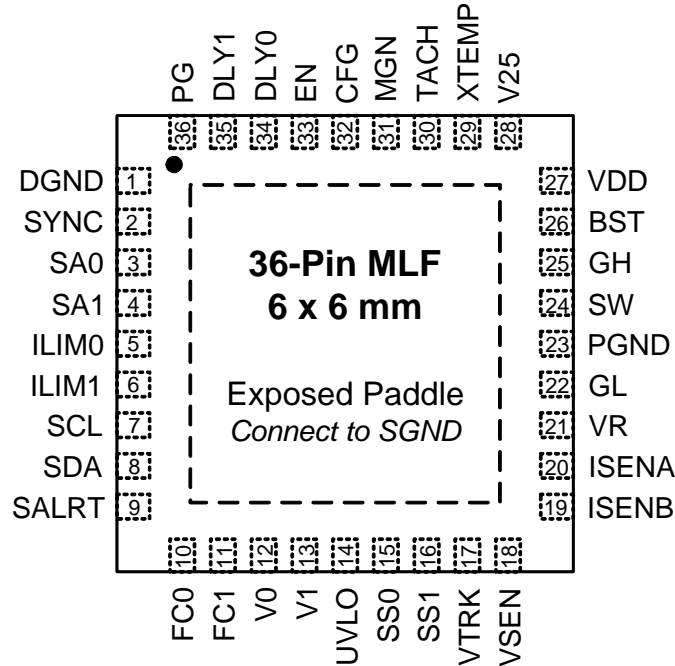 PG DLY1 DLY0 EN CFG MGN TACH XTEMP V25
36 35 34 33 32 31 30 29 28
DGND 1
SYNC 2
SA0 3
SA1 4
ILIM0 5
ILIM1 6
SCL 7
SDA 8
SALRT 9
36-Pin MLF
6 x 6 mm
Exposed Paddle
Connect to SGND
27 VDD
26 BST
25 GH
24 SW
23 PGND
22 GL
21 VR
20 ISENA
19 ISENB
10 11 12 13 14 15 16 17 18
FC0 FC1 V0 V1 UVLO SS0 SS1 VTRK VSEN